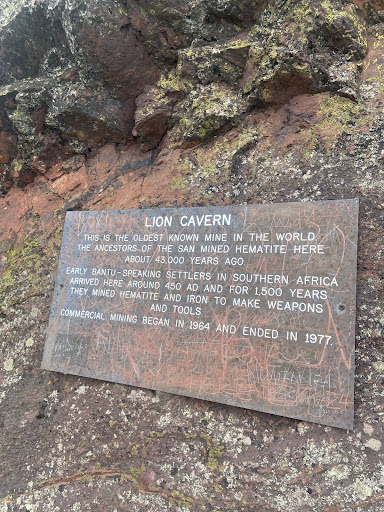 LION CAVERN
THIS IS THE OLDEST KNOWN MINE IN THE WORLD
THE ANCESTORS OF THE SAN MINED HEMATITE HERE
ABOUT 43,000 YEARS AGO
EARLY BANTU-SPEAKING SETTLERS IN SOUTHERN AFRICA
ARRIVED HERE AROUND 450 AD AND FOR 1,500 YEARS
THEY MINED HEMATITE AND IRON TO MAKE WEAPONS
AND TOOLS
COMMERCIAL MINING BEGAN IN 1964 AND ENDED IN 1977.